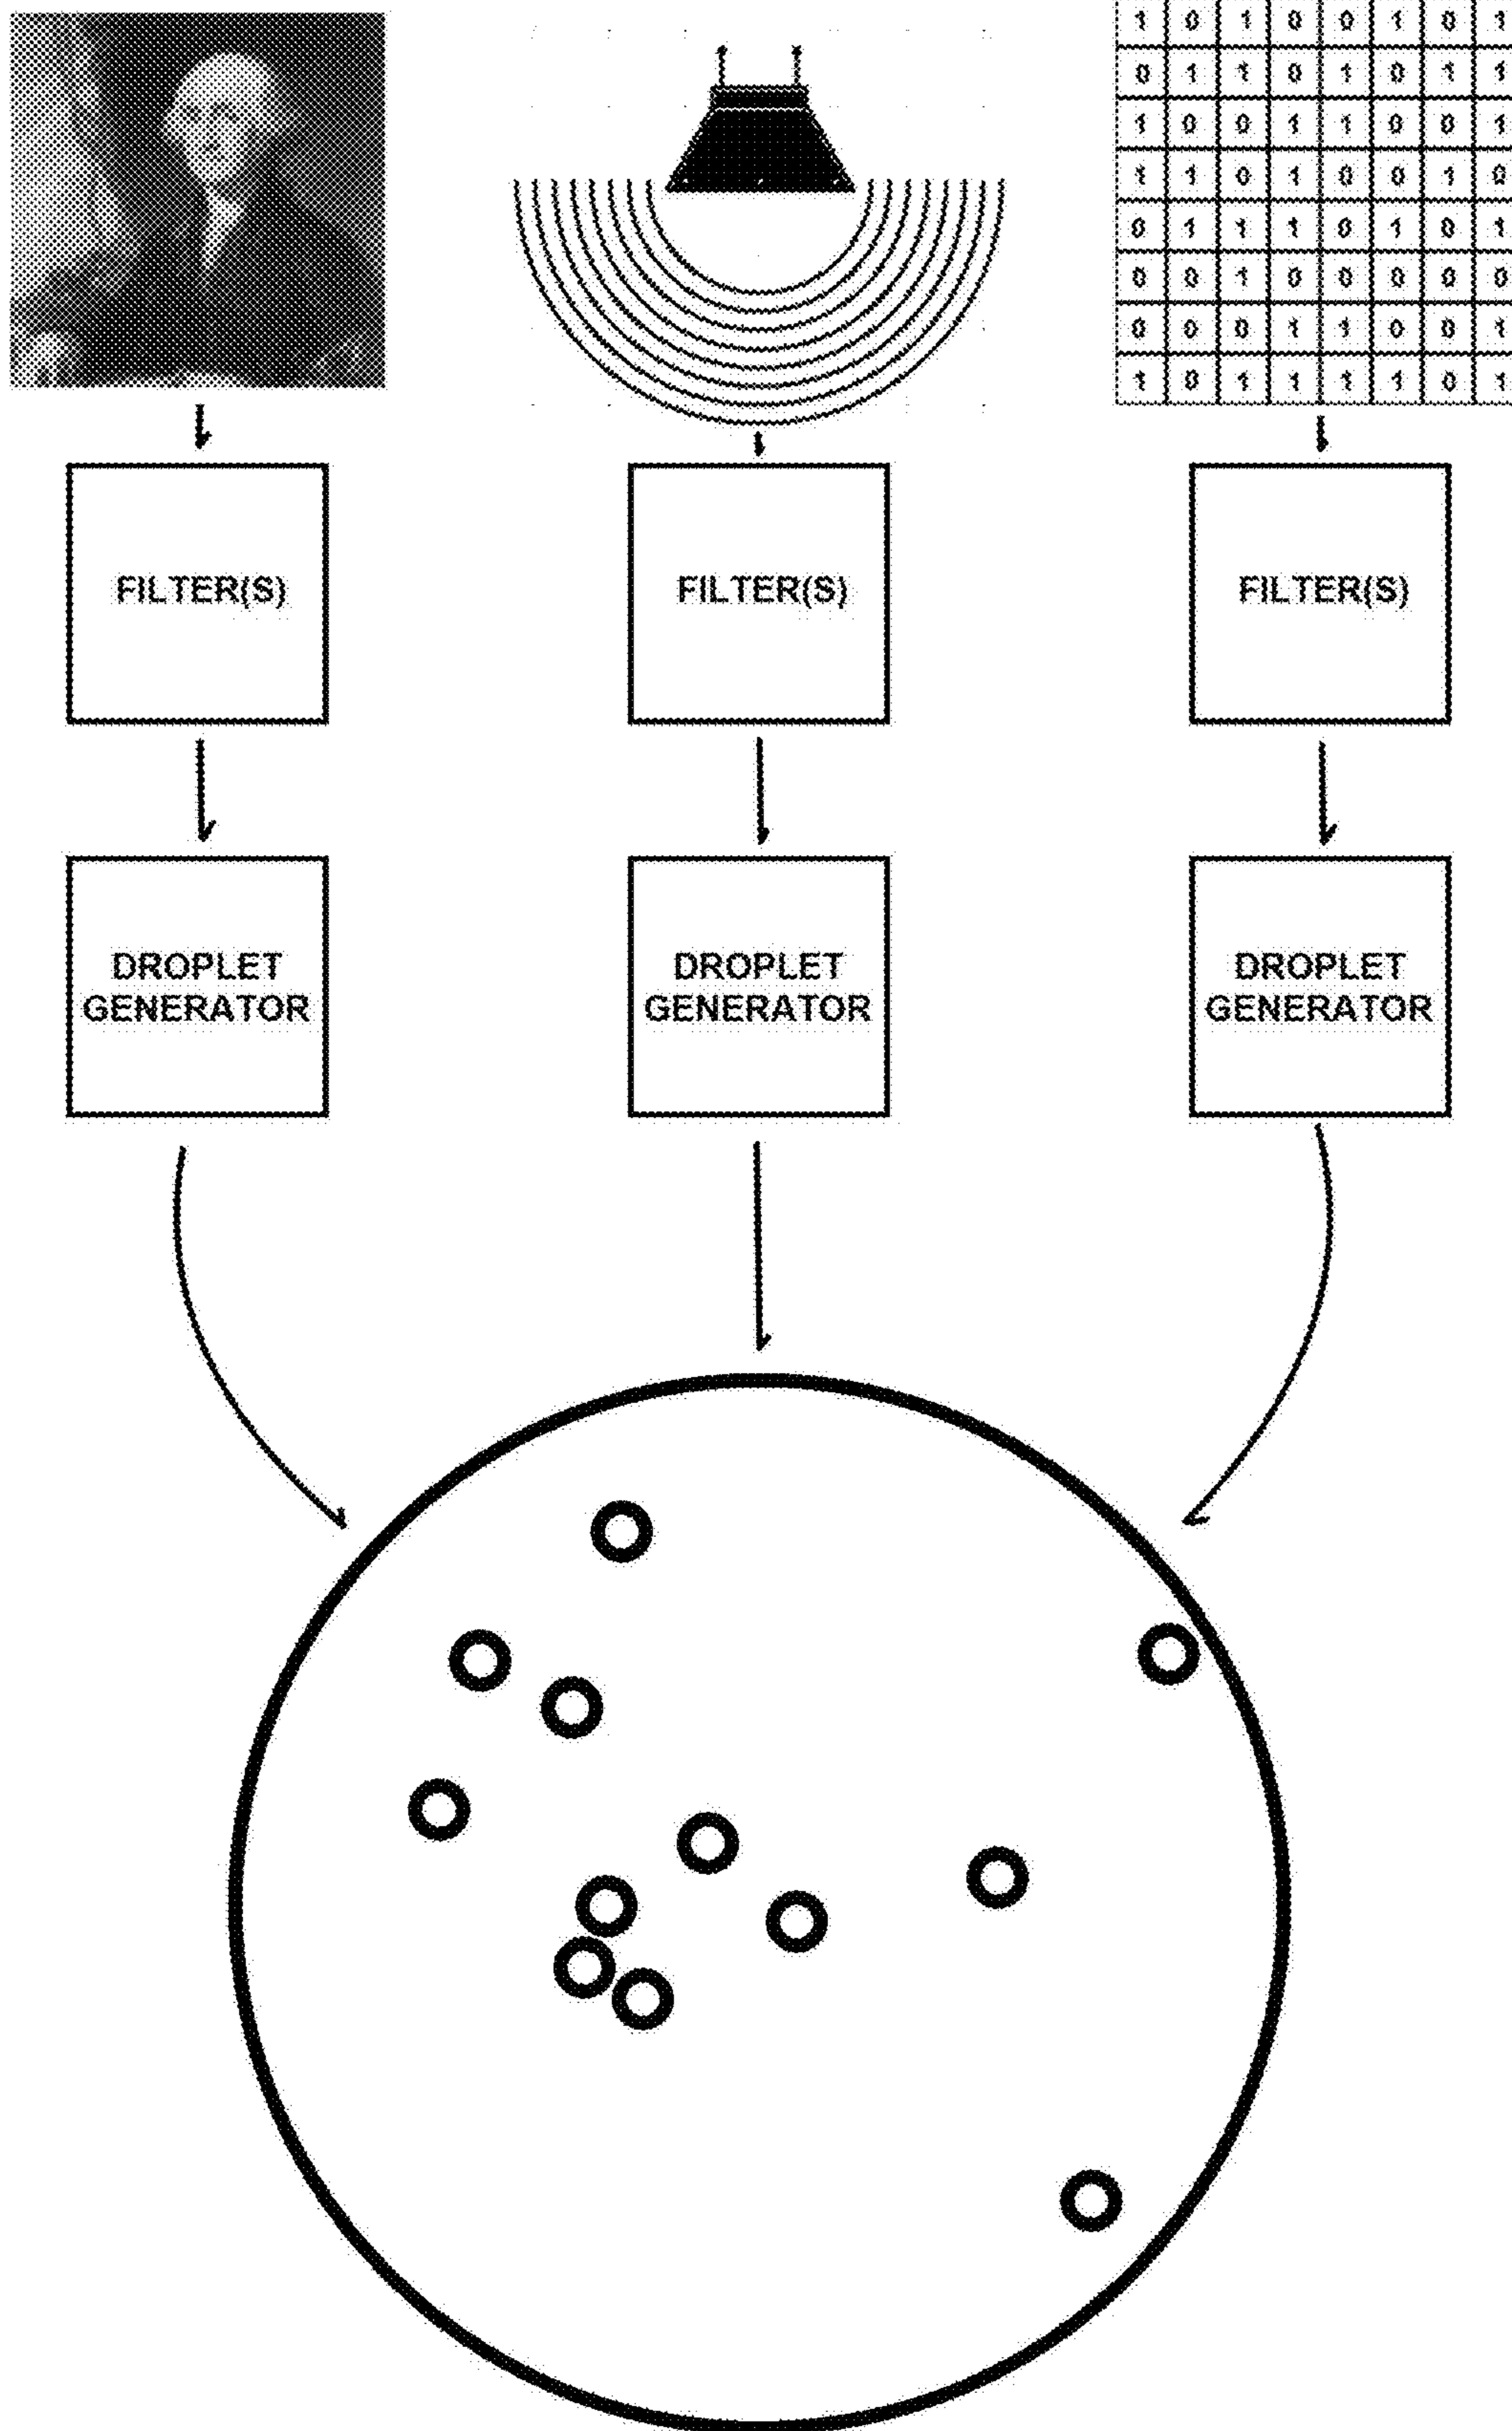 1 0 1 0 0 1 0 1
0 1 1 0 1 0 1 1
1 0 0 1 1 0 0 1
1 1 0 1 0 0 1 0
0 1 1 1 0 1 0 1
0 0 1 0 0 0 0 0
0 0 0 1 1 0 0 1
1 0 1 1 1 1 0 1
FILTER(S)
FILTER(S)
FILTER(S)
DROPLET
GENERATOR
DROPLET
GENERATOR
DROPLET
GENERATOR